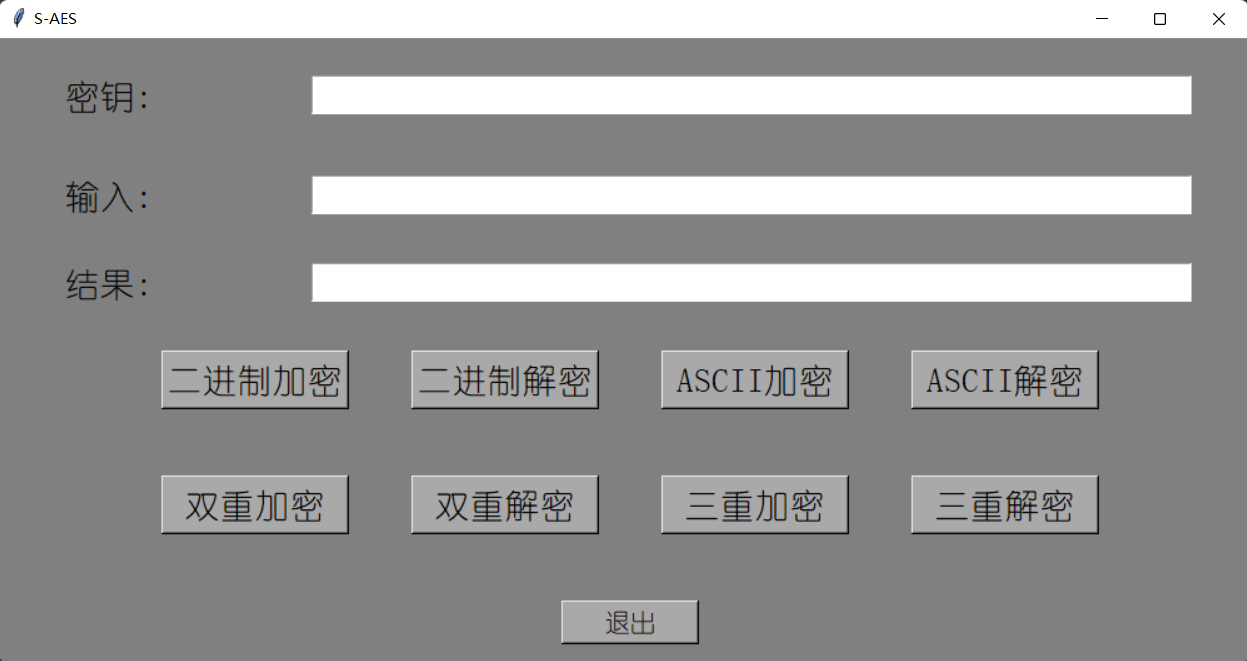 S-AES
密钥:
输入:
结果:
二进制加密 二进制解密 ASCII加密 ASCII解密
双重加密 双重解密 三重加密 三重解密
退出